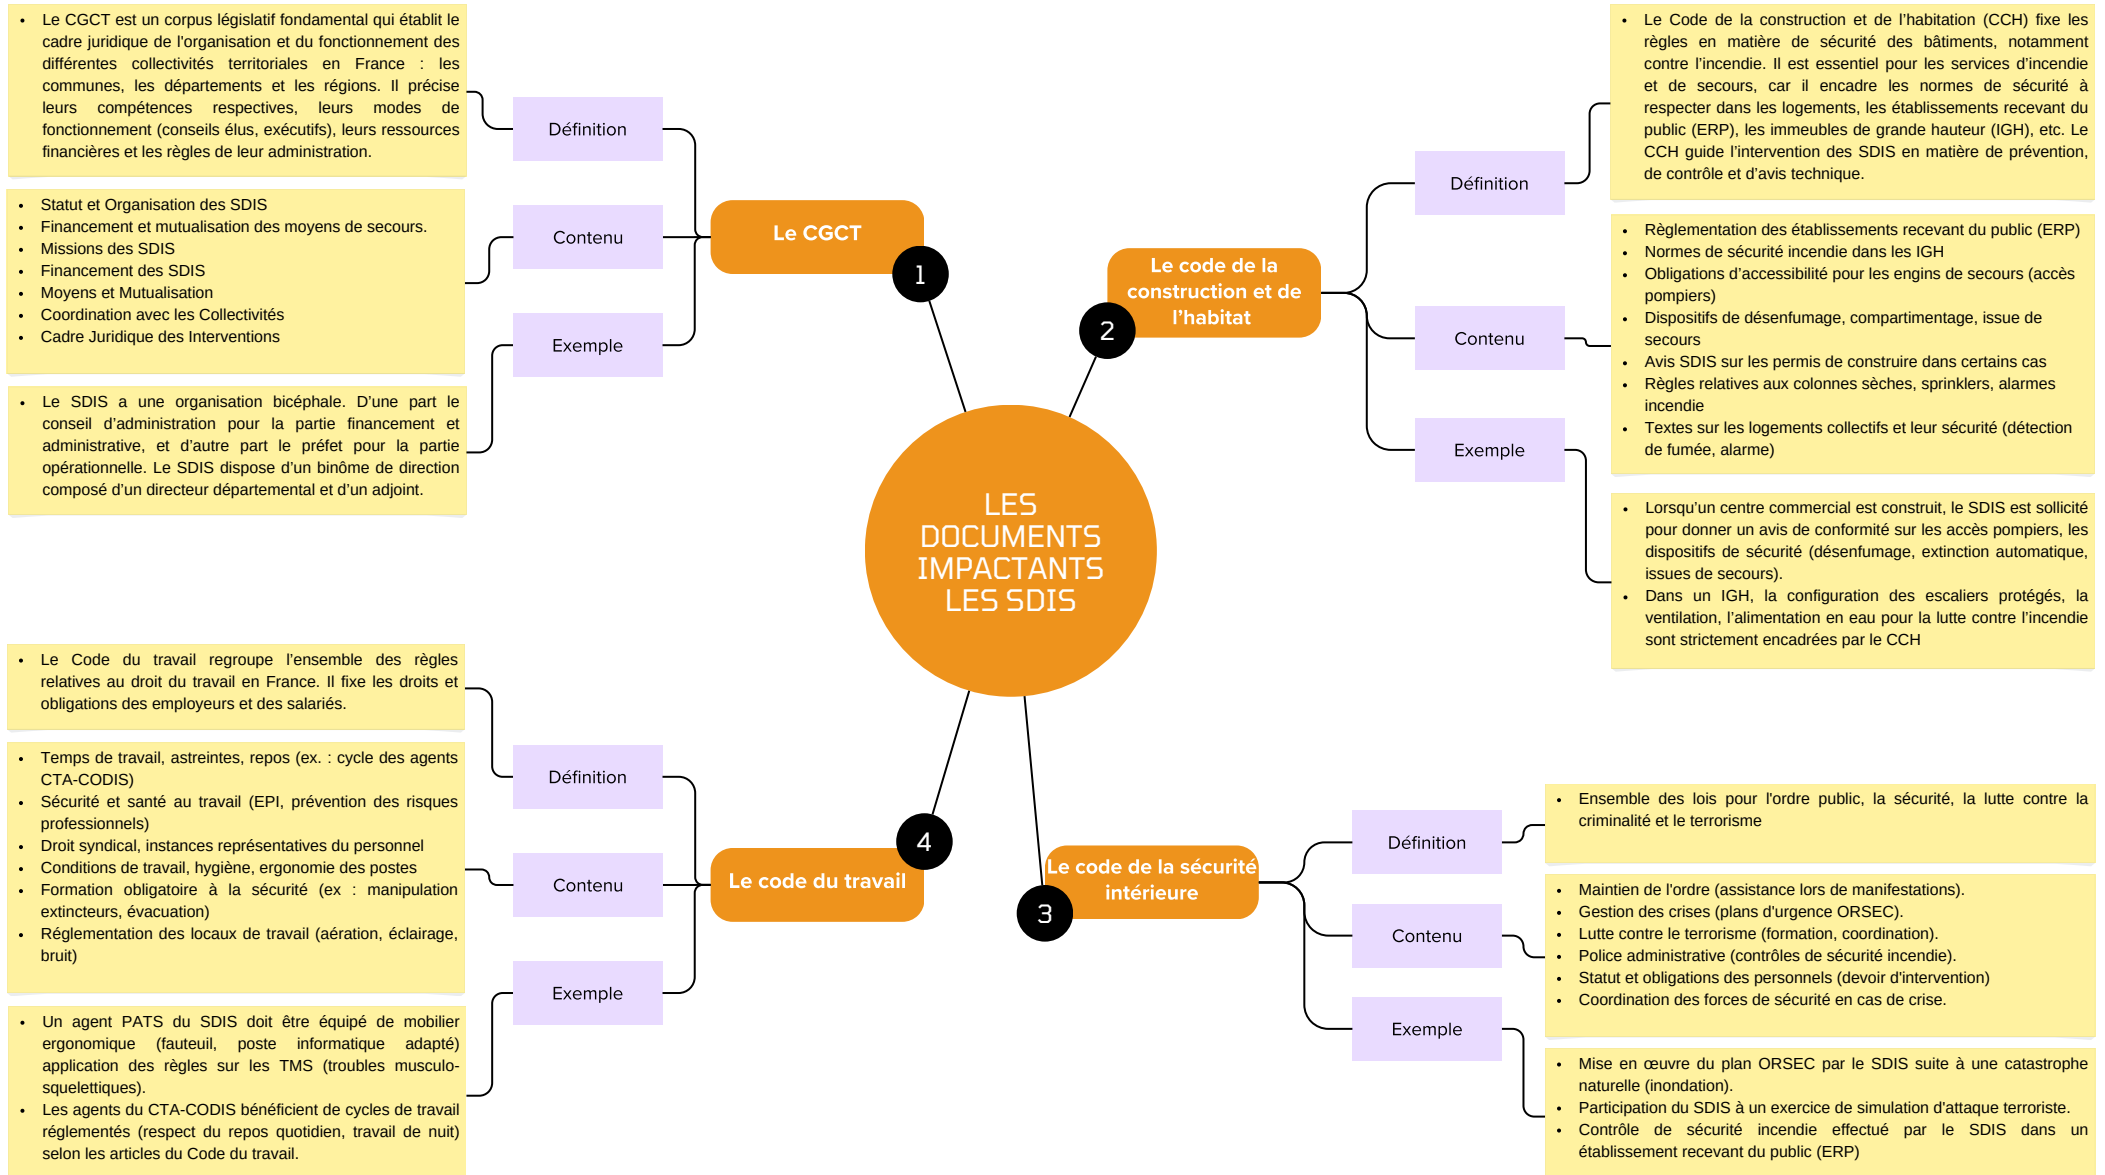 LES
DOCUMENTS
IMPACTANTS
LES SDIS
1
Le CGCT
Définition
• Le CGCT est un corpus législatif fondamental qui établit le
cadre juridique de l'organisation et du fonctionnement des
différentes collectivités territoriales en France : les
communes, les départements et les régions. Il précise
leurs compétences respectives, leurs modes de
fonctionnement (conseils élus, exécutifs), leurs ressources
financières et les règles de leur administration.
Contenu
• Statut et Organisation des SDIS
• Financement et mutualisation des moyens de secours.
• Missions des SDIS
• Financement des SDIS
• Moyens et Mutualisation
• Coordination avec les Collectivités
• Cadre Juridique des Interventions
Exemple
• Le SDIS a une organisation bicéphale. D'une part le
conseil d'administration pour la partie financement et
administrative, et d'autre part le préfet pour la partie
opérationnelle. Le SDIS dispose d'un binôme de direction
composé d'un directeur départemental et d'un adjoint.
2
Le code de la
construction et de
l'habitat
Définition
• Le Code de la construction et de l'habitation (CCH) fixe les
règles en matière de sécurité des bâtiments, notamment
contre l'incendie. Il est essentiel pour les services d'incendie
et de secours, car il encadre les normes de sécurité à
respecter dans les logements, les établissements recevant du
public (ERP), les immeubles de grande hauteur (IGH), etc. Le
CCH guide l'intervention des SDIS en matière de prévention,
de contrôle et d'avis technique.
Contenu
• Règlementation des établissements recevant du public (ERP)
• Normes de sécurité incendie dans les IGH
• Obligations d'accessibilité pour les engins de secours (accès
pompiers)
• Dispositifs de désenfumage, compartimentage, issue de
secours
• Avis SDIS sur les permis de construire dans certains cas
• Règles relatives aux colonnes sèches, sprinklers, alarmes
incendie
• Textes sur les logements collectifs et leur sécurité (détection
de fumée, alarme)
Exemple
• Lorsqu'un centre commercial est construit, le SDIS est sollicité
pour donner un avis de conformité sur les accès pompiers, les
dispositifs de sécurité (désenfumage, extinction automatique,
issues de secours).
• Dans un IGH, la configuration des escaliers protégés, la
ventilation, l'alimentation en eau pour la lutte contre l'incendie
sont strictement encadrées par le CCH
3
Le code de la sécurité
intérieure
Définition
• Ensemble des lois pour l'ordre public, la sécurité, la lutte contre la
criminalité et le terrorisme
Contenu
• Maintien de l'ordre (assistance lors de manifestations).
• Gestion des crises (plans d'urgence ORSEC).
• Lutte contre le terrorisme (formation, coordination).
• Police administrative (contrôles de sécurité incendie).
• Statut et obligations des personnels (devoir d'intervention)
• Coordination des forces de sécurité en cas de crise.
Exemple
• Mise en œuvre du plan ORSEC par le SDIS suite à une catastrophe
naturelle (inondation).
• Participation du SDIS à un exercice de simulation d'attaque terroriste.
• Contrôle de sécurité incendie effectué par le SDIS dans un
établissement recevant du public (ERP)
4
Le code du travail
Définition
• Le Code du travail regroupe l'ensemble des règles
relatives au droit du travail en France. Il fixe les droits et
obligations des employeurs et des salariés.
Contenu
• Temps de travail, astreintes, repos (ex. : cycle des agents
CTA-CODIS)
• Sécurité et santé au travail (EPI, prévention des risques
professionnels)
• Droit syndical, instances représentatives du personnel
• Conditions de travail, hygiène, ergonomie des postes
• Formation obligatoire à la sécurité (ex : manipulation
extincteurs, évacuation)
• Réglementation des locaux de travail (aération, éclairage,
bruit)
Exemple
• Un agent PATS du SDIS doit être équipé de mobilier
ergonomique (fauteuil, poste informatique adapté)
application des règles sur les TMS (troubles musculo-
squelettiques).
• Les agents du CTA-CODIS bénéficient de cycles de travail
réglementés (respect du repos quotidien, travail de nuit)
selon les articles du Code du travail.